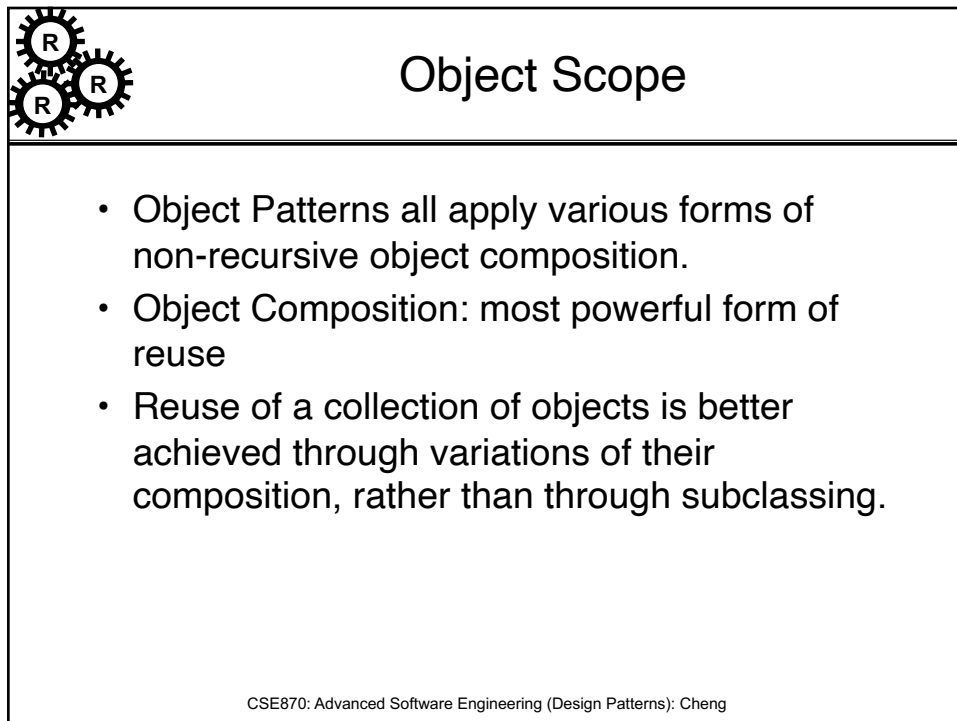 R
R
R
Object Scope
• Object Patterns all apply various forms of
non-recursive object composition.
• Object Composition: most powerful form of
reuse
• Reuse of a collection of objects is better
achieved through variations of their
composition, rather than through subclassing.
CSE870: Advanced Software Engineering (Design Patterns): Cheng